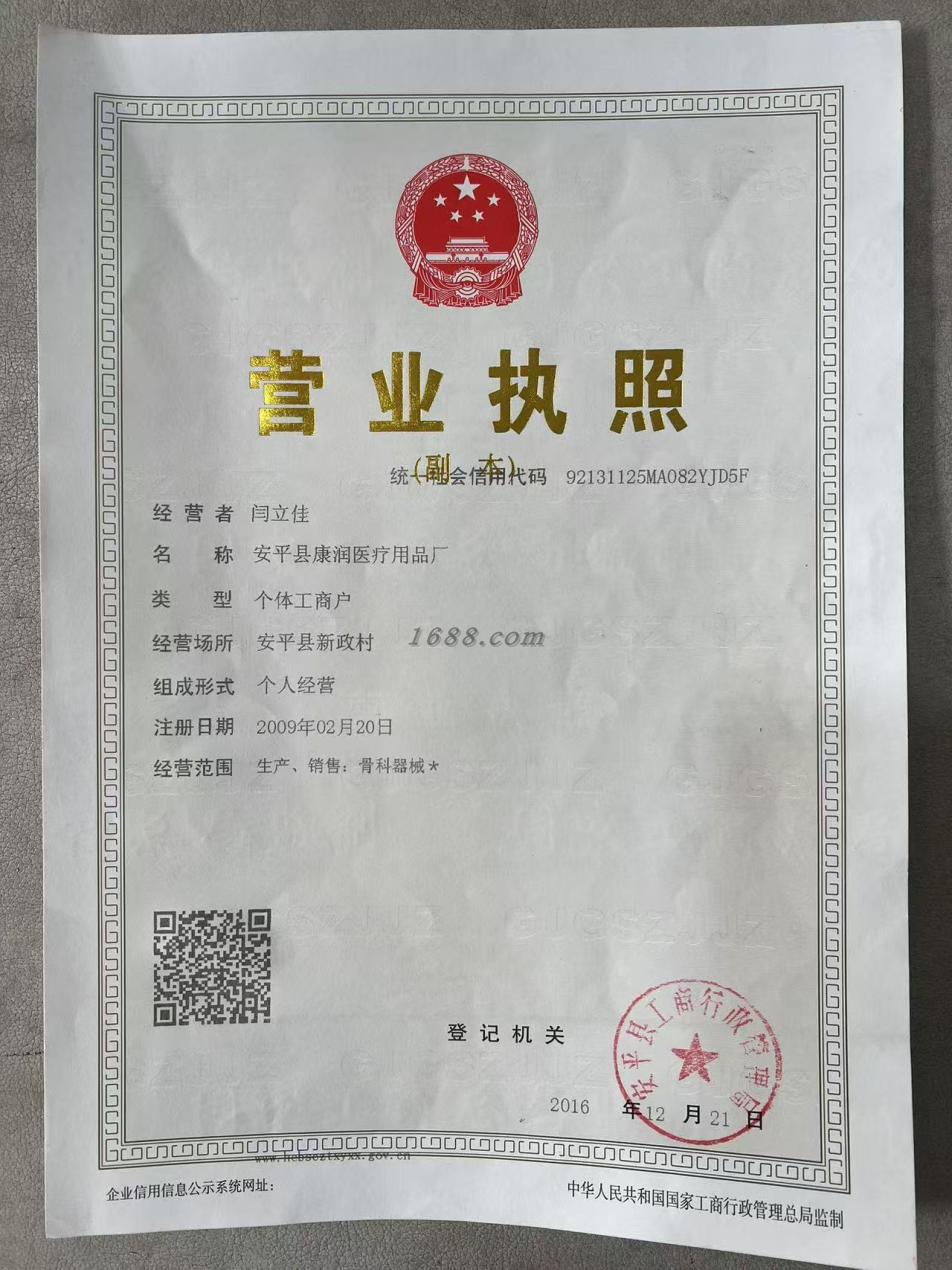 营业执照
(副 本)
统一社会信用代码 92131125MA082YJD5F
经营者 闫立佳
名 称 安平县康润医疗用品厂
类 型 个体工商户
经营场所 安平县新政村
1688.com
组成形式 个人经营
注册日期 2009年02月20日
经营范围 生产、销售：骨科器械*
登记机关
安平县工商行政管理局
2016 年 12 月 21 日
www.hebscztxyxx.gov.cn
企业信用信息公示系统网址：
中华人民共和国国家工商行政管理总局监制